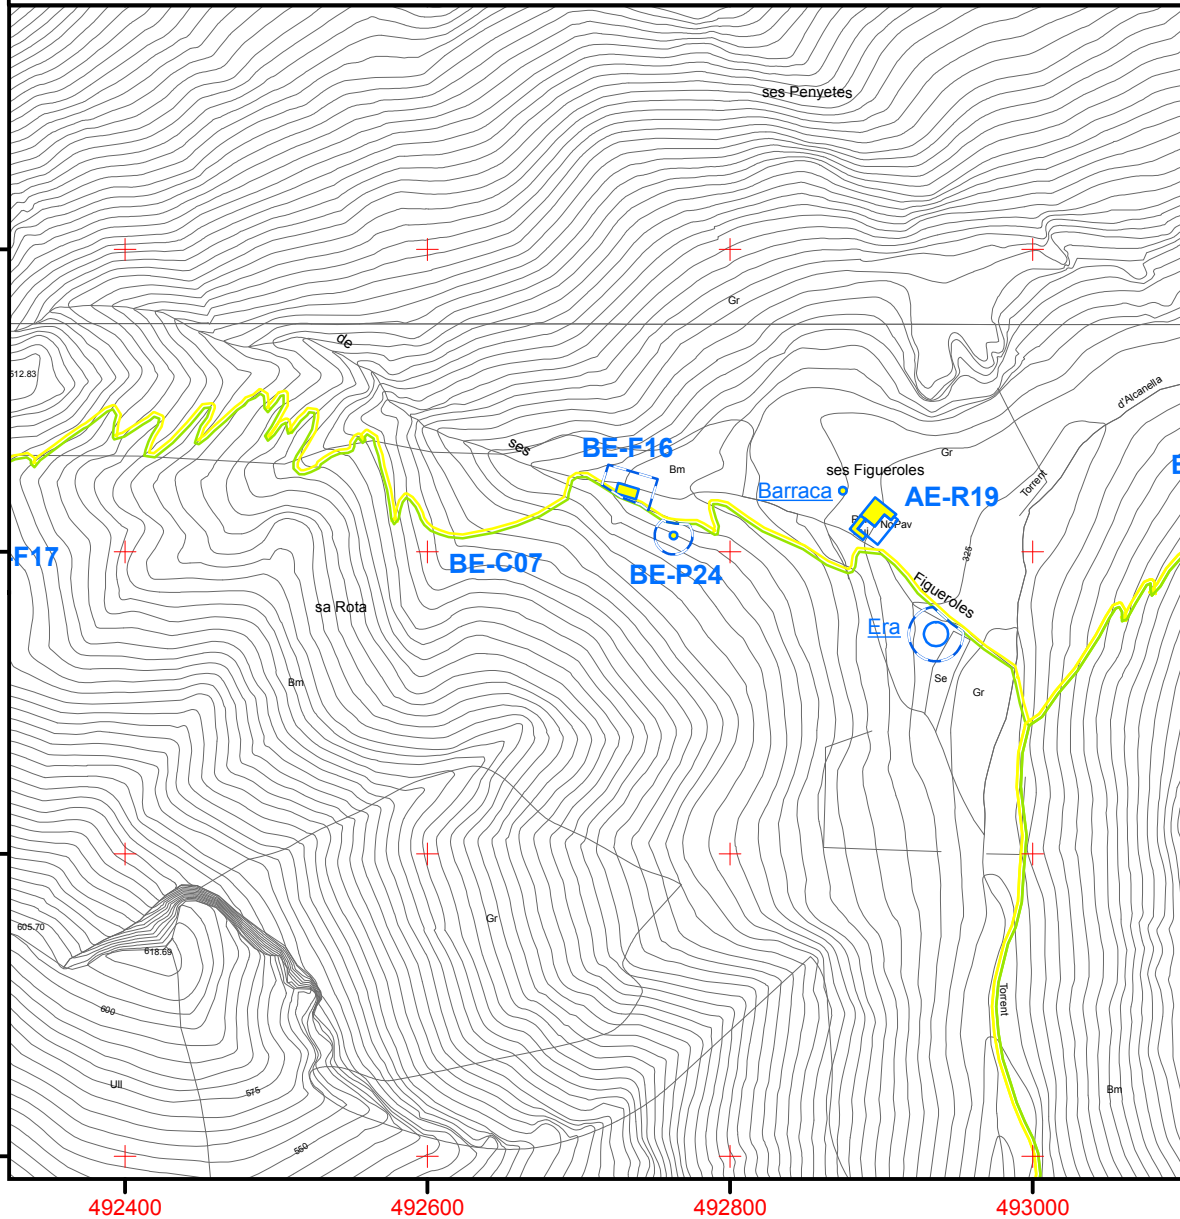 ses Penyetes
Gr
de
612.83
d'Alcanella
ses
BE-F16
Bm
Gr
ses Figueroles
Barraca
AE-R19
Torrent
NoPav
325
F17
BE-C07
BE-P24
Figueroles
sa Rota
Era
Bm
Se
Gr
Gr
605.70
618.69
600
Torrent
Ull
575
Bm
560
492400 492600 492800 493000